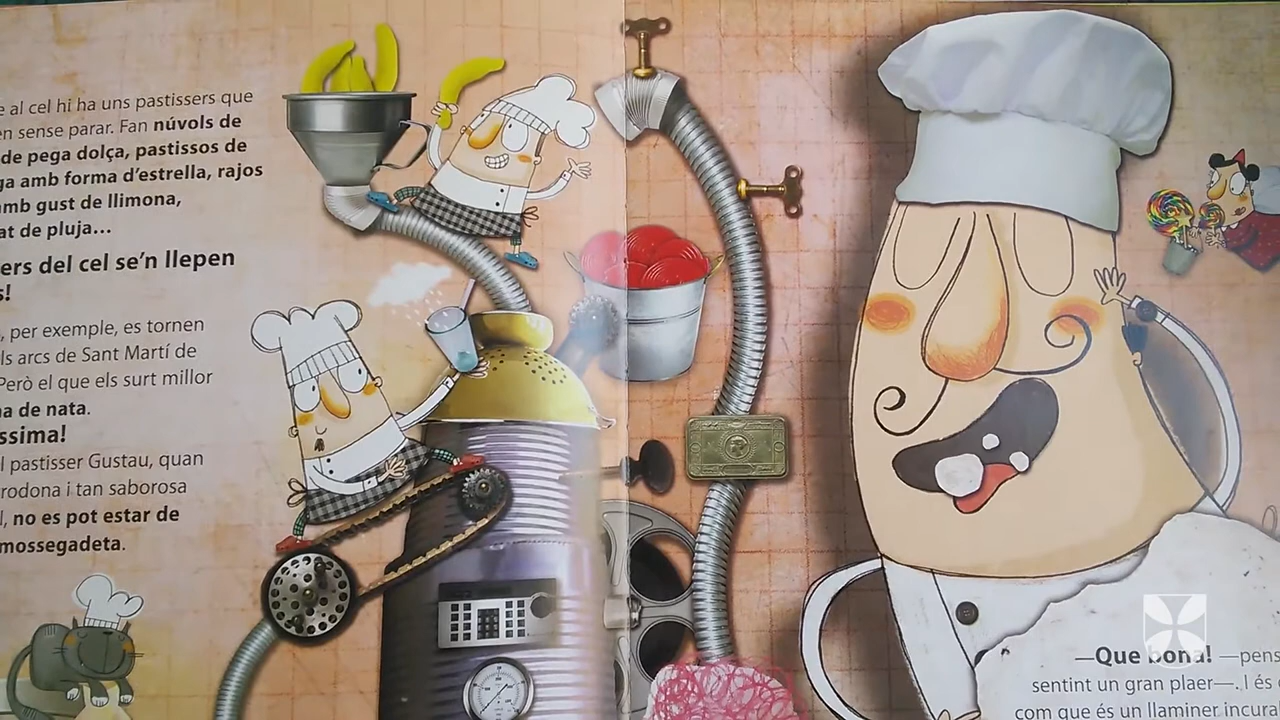 e al cel hi ha uns pastissers que
en sense parar. Fan núvols de
de pega dolça, pastissos de
ga amb forma d'estrella, rajos
amb gust de llimona,
at de pluja...
ers del cel se'n llepen
s!
, per exemple, es tornen
ls arcs de Sant Martí de
Però el que els surt millor
na de nata.
ssima!
l pastisser Gustau, quan
rodona i tan saborosa
l, no es pot estar de
mossegadeta.
—Que bona! —pens
sentint un gran plaer—. I és
com que és un llaminer incura